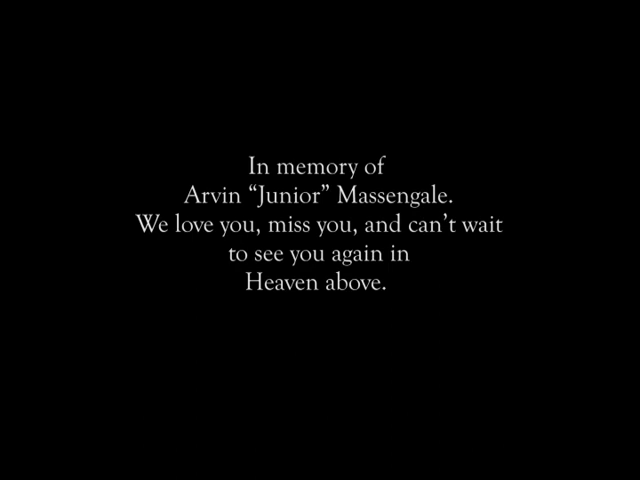 In memory of
Arvin “Junior” Massengale.
We love you, miss you, and can’t wait
to see you again in
Heaven above.